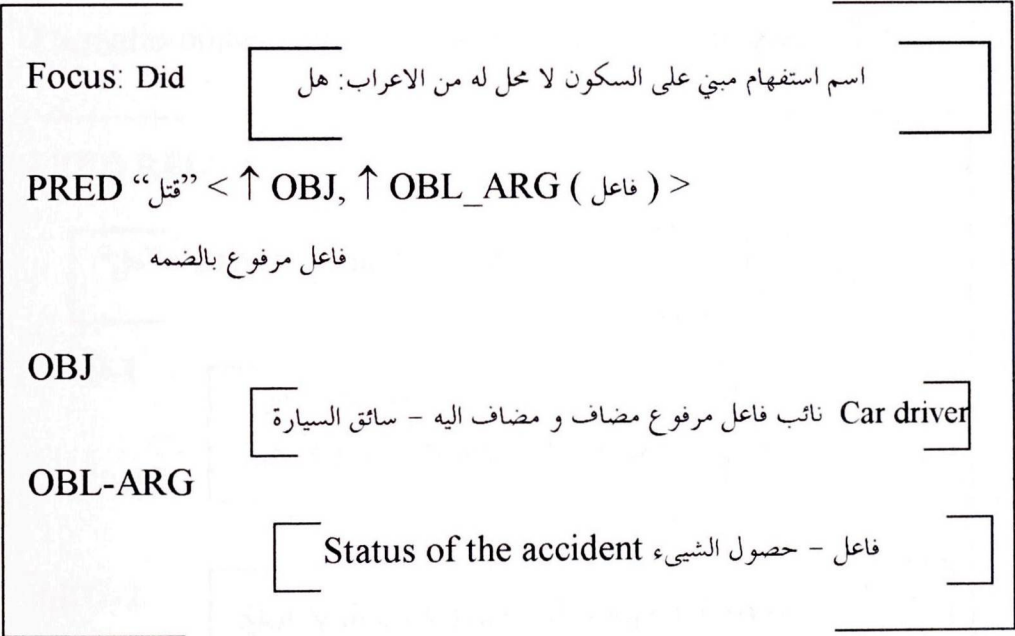 Focus: Did اسم استفهام مبني على السكون لا محل له من الاعراب: هل
PRED “قتل” < ↑ OBJ, ↑ OBL_ARG ( فاعل ) >
فاعل مرفوع بالضمه
OBJ
Car driver نائب فاعل مرفوع مضاف و مضاف اليه – سائق السيارة
OBL-ARG
فاعل – حصول الشييء Status of the accident